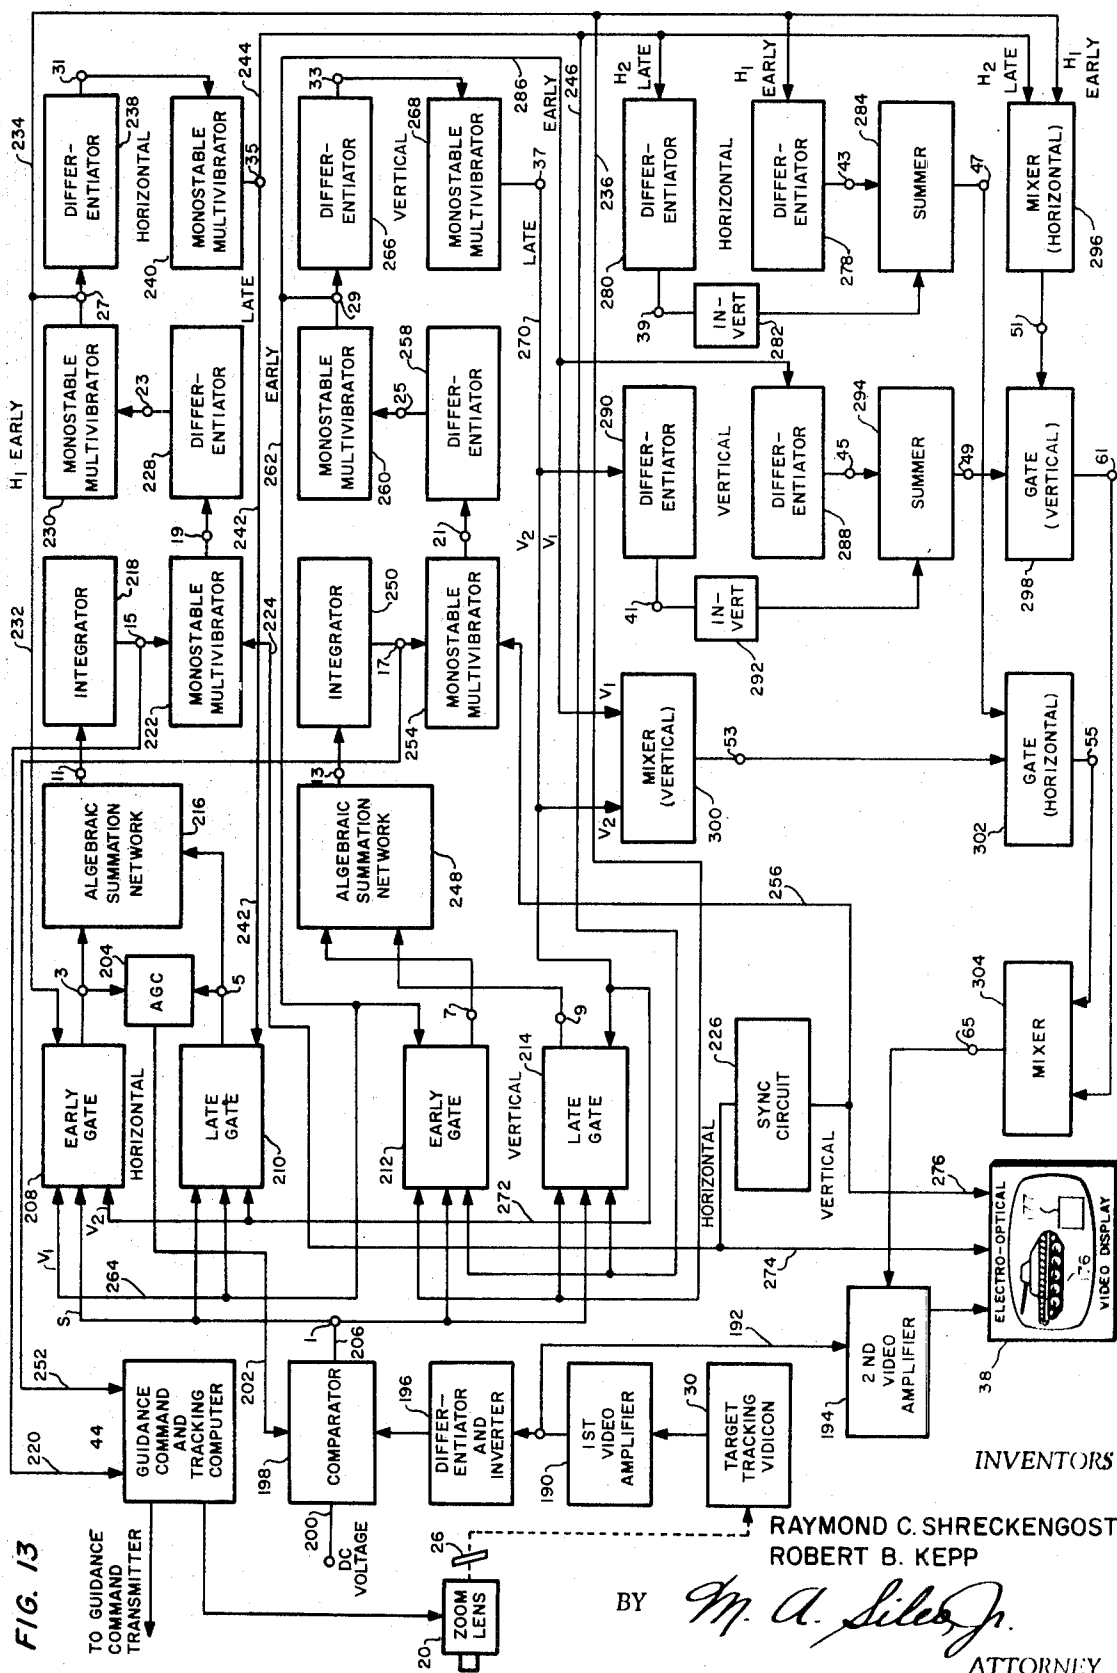 FIG. 13
TO GUIDANCE
COMMAND
TRANSMITTER
220
252
44
GUIDANCE
COMMAND
AND
TRACKING
COMPUTER
202
198
COMPARATOR
200
DC
VOLTAGE
206
1
196
DIFFER-
ENTIATOR
AND
INVERTER
192
190
1ST
VIDEO
AMPLIFIER
30
TARGET
TRACKING
VIDICON
26
20
ZOOM
LENS
194
2 ND
VIDEO
AMPLIFIER
38
ELECTRO-OPTICAL
VIDEO DISPLAY
176
177
274
276
S
V1
264
V2
208
EARLY
GATE
HORIZONTAL
LATE
GATE
210
3
204
AGC
5
242
232
ALGEBRAIC
SUMMATION
NETWORK
216
11
INTEGRATOR
218
15
222
MONOSTABLE
MULTIVIBRATOR
224
19
242
H1 EARLY
230
MONOSTABLE
MULTIVIBRATOR
23
228
DIFFER-
ENTIATOR
LATE
27
234
DIFFER-
ENTIATOR
238
HORIZONTAL
31
240
MONOSTABLE
MULTIVIBRATOR
35
244
212
EARLY
GATE
VERTICAL
214
LATE
GATE
272
7
9
ALGEBRAIC
SUMMATION
NETWORK
248
13
INTEGRATOR
250
17
254
MONOSTABLE
MULTIVIBRATOR
21
262
EARLY
MONOSTABLE
MULTIVIBRATOR
260
25
258
DIFFER-
ENTIATOR
29
DIFFER-
ENTIATOR
266
VERTICAL
33
268
MONOSTABLE
MULTIVIBRATOR
37
LATE
286
EARLY
246
270
236
V2
V1
HORIZONTAL
226
SYNC
CIRCUIT
VERTICAL
256
V2
V1
MIXER
(VERTICAL)
300
53
290
DIFFER-
ENTIATOR
41
IN-
VERT
292
VERTICAL
DIFFER-
ENTIATOR
288
45
294
SUMMER
49
H2
LATE
280
DIFFER-
ENTIATOR
39
IN-
VERT
282
HORIZONTAL
H1
EARLY
DIFFER-
ENTIATOR
278
43
284
SUMMER
47
H2
LATE
H1
EARLY
MIXER
(HORIZONTAL)
296
51
GATE
(VERTICAL)
298
61
302
GATE
(HORIZONTAL)
55
304
MIXER
65
INVENTORS
RAYMOND C. SHRECKENGOST
ROBERT B. KEPP
BY
ATTORNEY